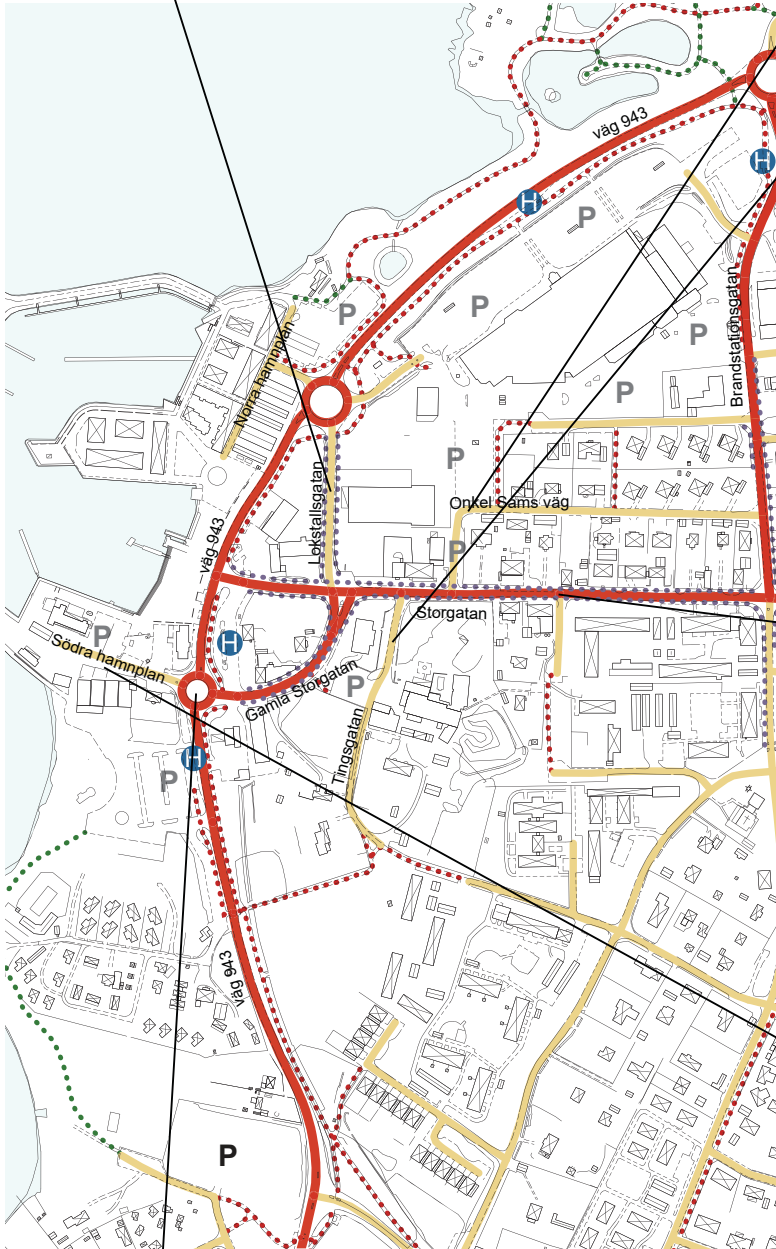 väg 943
H
H
P
P
P
Brandstationsgatan
P
Norra hamnplan
P
P
Lokstallsgatan
Onkel Sams väg
väg 943
P
Storgatan
P
H
Södra hamnplan
Gamla Storgatan
P
Tingsgatan
H
P
väg 943
P